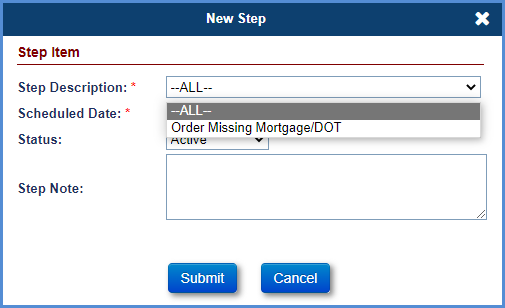 New Step
Step Item
Step Description: * --ALL--
Scheduled Date: * --ALL--
Order Missing Mortgage/DOT
Status: Active
Step Note:
Submit Cancel